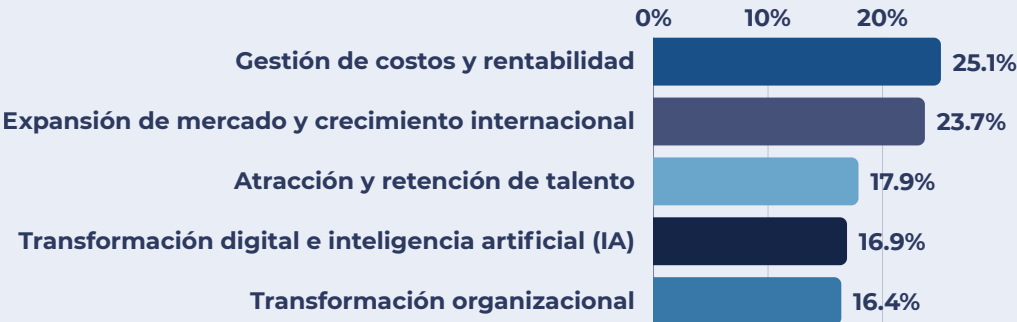 0% 10% 20%
Gestión de costos y rentabilidad 25.1%
Expansión de mercado y crecimiento internacional 23.7%
Atracción y retención de talento 17.9%
Transformación digital e inteligencia artificial (IA) 16.9%
Transformación organizacional 16.4%